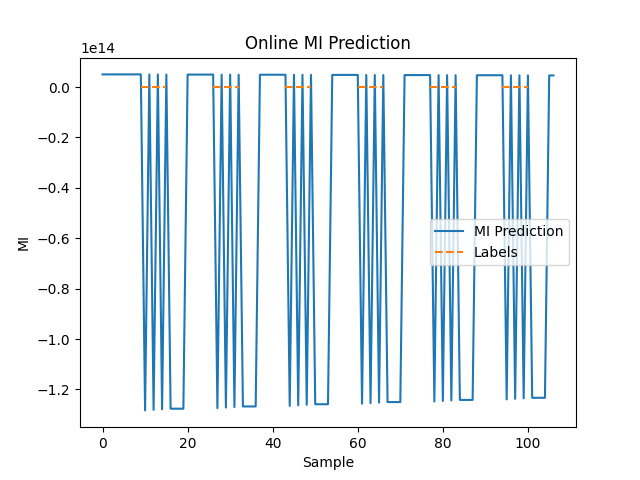 Online MI Prediction
1e14
0.0
−0.2
−0.4
−0.6
−0.8
−1.0
−1.2
MI
MI Prediction
Labels
0 20 40 60 80 100
Sample